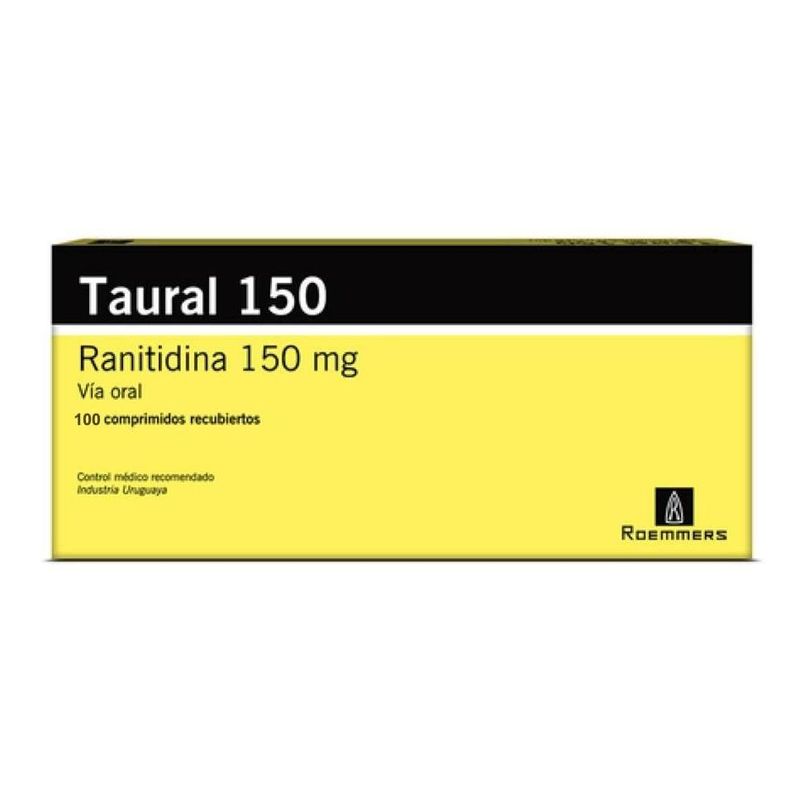 Taural 150
Ranitidina 150 mg
Vía oral
100 comprimidos recubiertos
Control médico recomendado
Industria Uruguaya
ROEMMERS